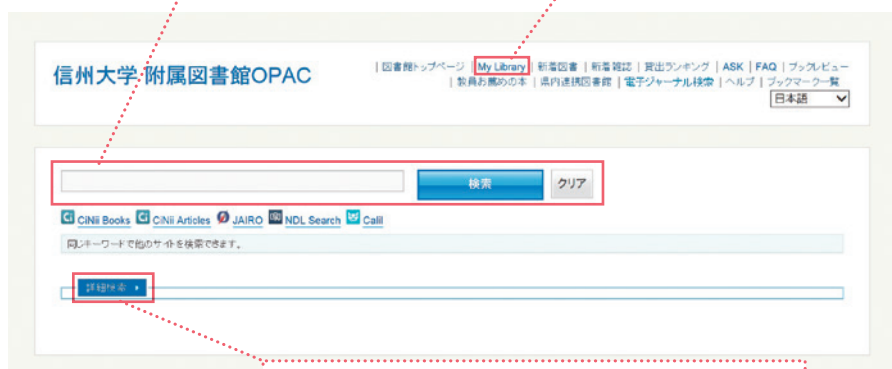 信州大学 附属図書館OPAC
| 図書館トップページ | My Library | 新着図書 | 新着雑誌 | 貸出ランキング | ASK | FAQ | ブックレビュー
| 教員お薦めの本 | 県内連携図書館 | 電子ジャーナル検索 | ヘルプ | ブックマーク一覧
日本語
検索 クリア
CiNii Books CiNii Articles JAIRO NDL Search Calil
同じキーワードで他のサイトを検索できます。
詳細検索